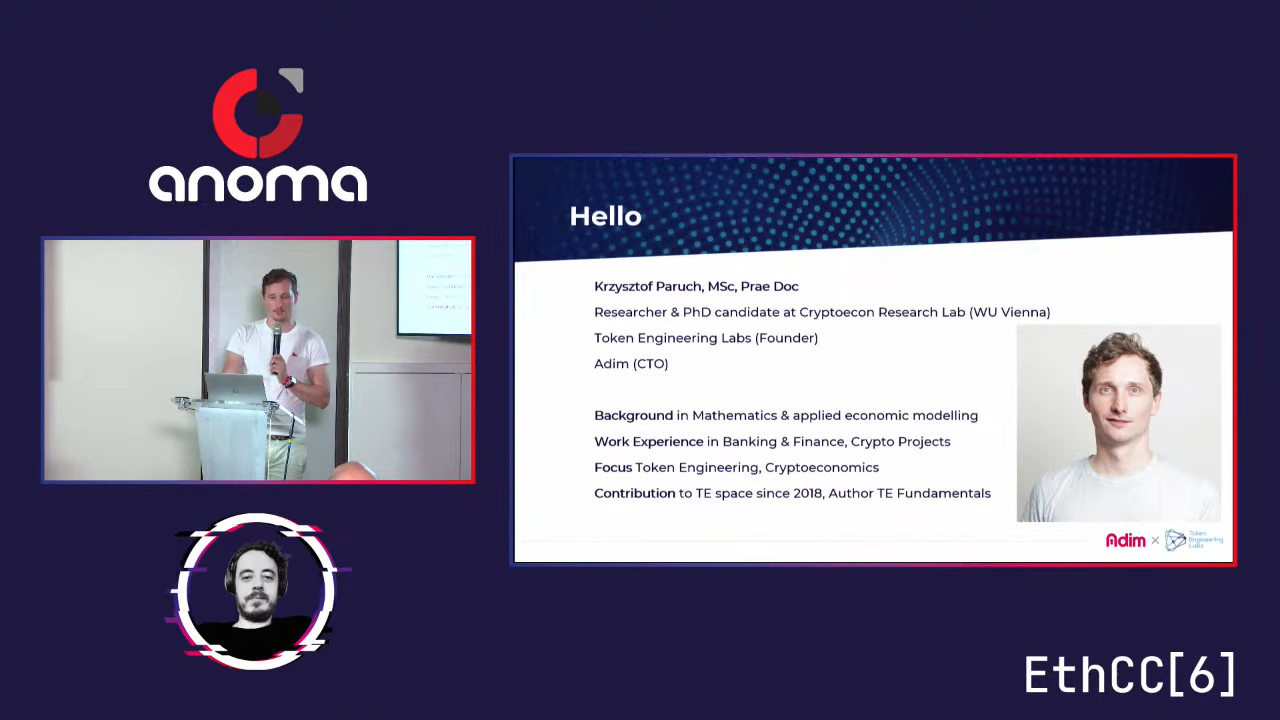 anoma
Hello
Krzysztof Paruch, MSc, Prae Doc
Researcher & PhD candidate at Cryptoecon Research Lab (WU Vienna)
Token Engineering Labs (Founder)
Adim (CTO)
Background in Mathematics & applied economic modelling
Work Experience in Banking & Finance, Crypto Projects
Focus Token Engineering, Cryptoeconomics
Contribution to TE space since 2018, Author TE Fundamentals
Adim ×
Token
Engineering
Labs
EthCC[6]